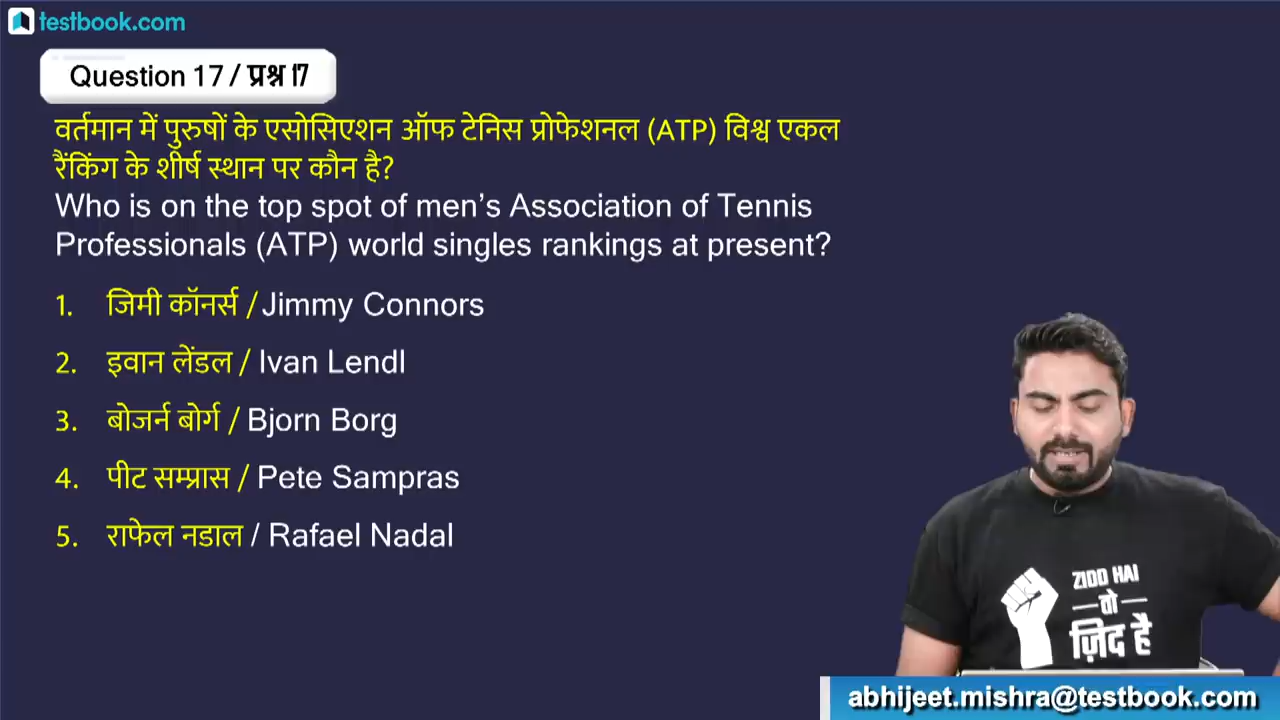 testbook.com
Question 17 / प्रश्न 17
वर्तमान में पुरुषों के एसोसिएशन ऑफ टेनिस प्रोफेशनल (ATP) विश्व एकल
रैंकिंग के शीर्ष स्थान पर कौन है?
Who is on the top spot of men’s Association of Tennis
Professionals (ATP) world singles rankings at present?
1. जिमी कॉनर्स / Jimmy Connors
2. इवान लेंडल / Ivan Lendl
3. बोजर्न बोर्ग / Bjorn Borg
4. पीट सम्प्रास / Pete Sampras
5. राफेल नडाल / Rafael Nadal
ZIDD HAI
तो
ज़िद है
abhijeet.mishra@testbook.com